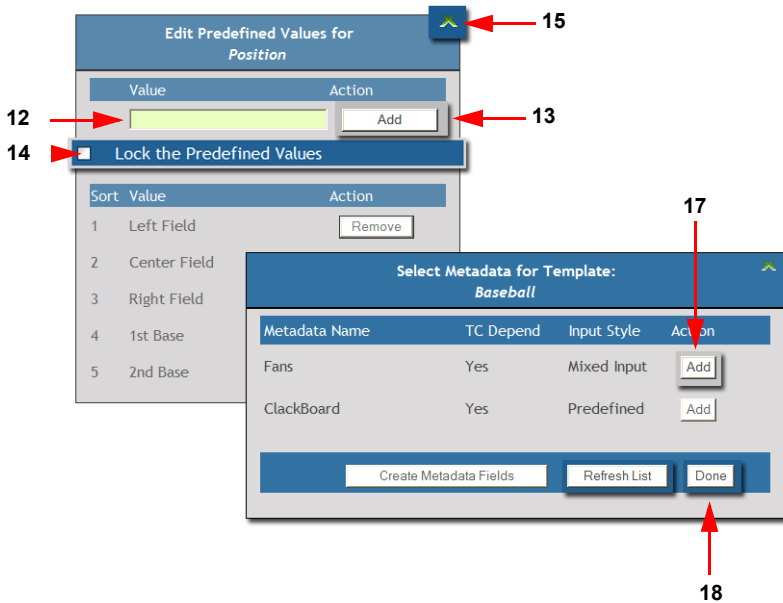 15
Edit Predefined Values for
Position
Value Action
12
Add
13
14
Lock the Predefined Values
Sort Value Action
1 Left Field Remove
2 Center Field
3 Right Field
4 1st Base
5 2nd Base
17
Select Metadata for Template:
Baseball
Metadata Name TC Depend Input Style Action
Fans Yes Mixed Input Add
ClackBoard Yes Predefined Add
Create Metadata Fields Refresh List Done
18